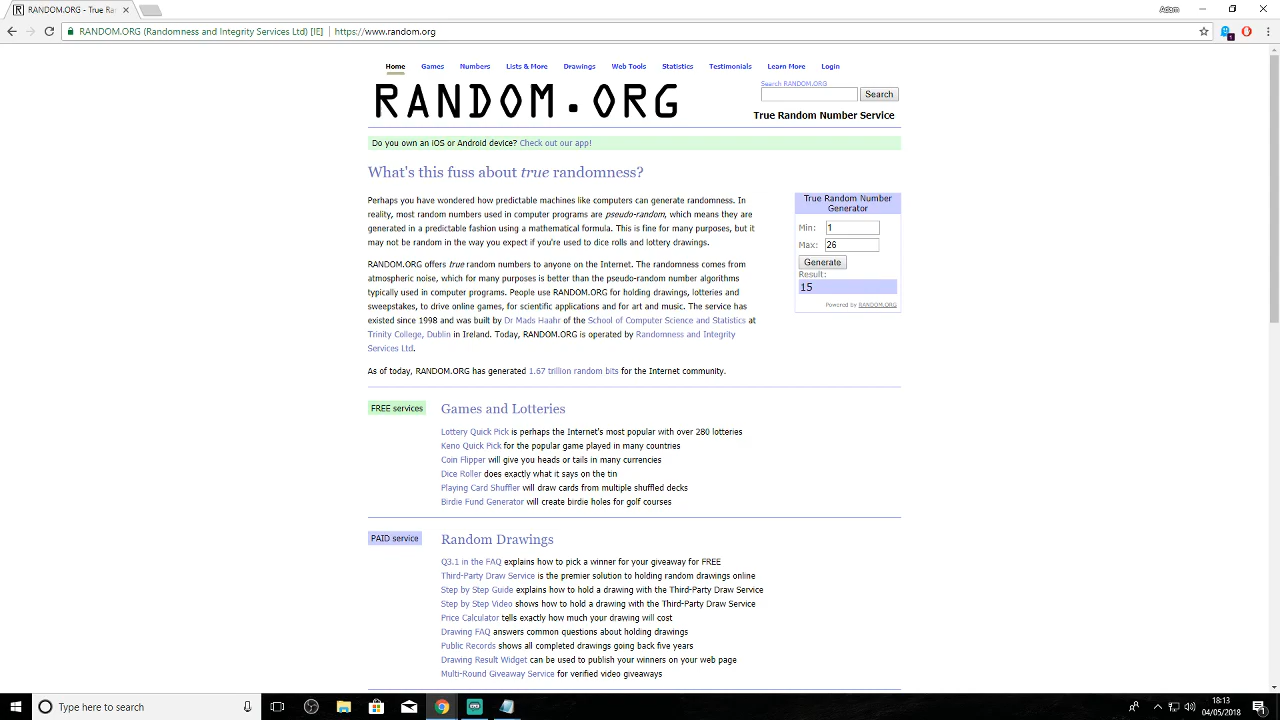 RANDOM.ORG - True Ra
Adam
RANDOM.ORG (Randomness and Integrity Services Ltd) [IE] https://www.random.org
Home Games Numbers Lists & More Drawings Web Tools Statistics Testimonials Learn More Login
RANDOM.ORG
Search RANDOM.ORG
Search
True Random Number Service
Do you own an iOS or Android device? Check out our app!
What's this fuss about true randomness?
Perhaps you have wondered how predictable machines like computers can generate randomness. In
reality, most random numbers used in computer programs are pseudo-random, which means they are
generated in a predictable fashion using a mathematical formula. This is fine for many purposes, but it
may not be random in the way you expect if you're used to dice rolls and lottery drawings.
RANDOM.ORG offers true random numbers to anyone on the Internet. The randomness comes from
atmospheric noise, which for many purposes is better than the pseudo-random number algorithms
typically used in computer programs. People use RANDOM.ORG for holding drawings, lotteries and
sweepstakes, to drive online games, for scientific applications and for art and music. The service has
existed since 1998 and was built by Dr Mads Haahr of the School of Computer Science and Statistics at
Trinity College, Dublin in Ireland. Today, RANDOM.ORG is operated by Randomness and Integrity
Services Ltd.
As of today, RANDOM.ORG has generated 1.67 trillion random bits for the Internet community.
True Random Number
Generator
Min: 1
Max: 26
Generate
Result:
15
Powered by RANDOM.ORG
FREE services
Games and Lotteries
Lottery Quick Pick is perhaps the Internet's most popular with over 280 lotteries
Keno Quick Pick for the popular game played in many countries
Coin Flipper will give you heads or tails in many currencies
Dice Roller does exactly what it says on the tin
Playing Card Shuffler will draw cards from multiple shuffled decks
Birdie Fund Generator will create birdie holes for golf courses
PAID service
Random Drawings
Q3.1 in the FAQ explains how to pick a winner for your giveaway for FREE
Third-Party Draw Service is the premier solution to holding random drawings online
Step by Step Guide explains how to hold a drawing with the Third-Party Draw Service
Step by Step Video shows how to hold a drawing with the Third-Party Draw Service
Price Calculator tells exactly how much your drawing will cost
Drawing FAQ answers common questions about holding drawings
Public Records shows all completed drawings going back five years
Drawing Result Widget can be used to publish your winners on your web page
Multi-Round Giveaway Service for verified video giveaways
Type here to search
18:13
04/05/2018